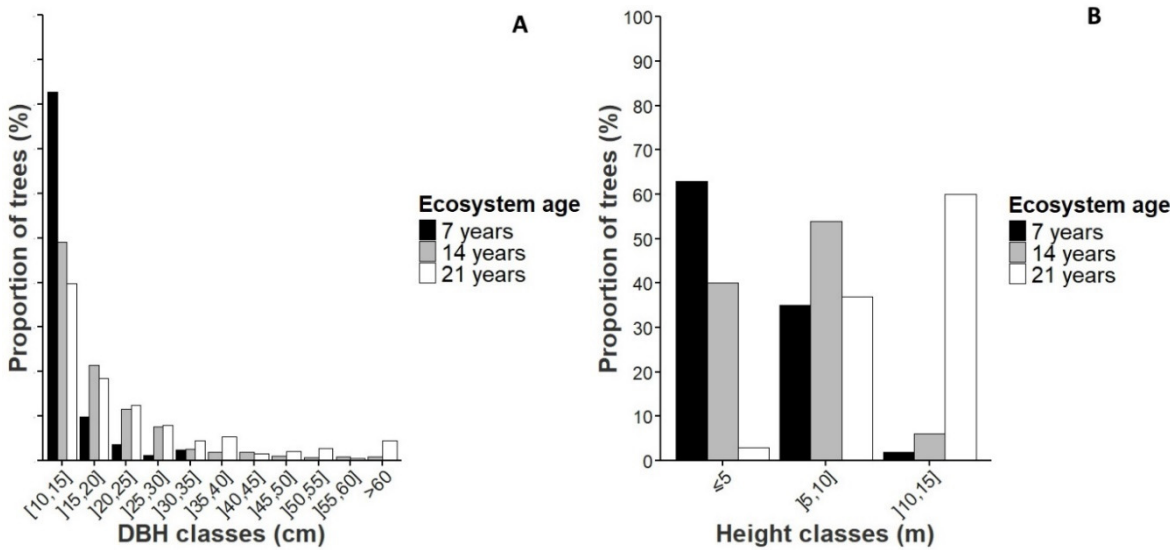 A
Proportion of trees (%)
Ecosystem age
7 years
14 years
21 years
[10,15]
]15,20]
]20,25]
]25,30]
]30,35]
]35,40]
]40,45]
]45,50]
]50,55]
]55,60]
>60
DBH classes (cm)
B
Proportion of trees (%)
100
90
80
70
60
50
40
30
20
10
0
Ecosystem age
7 years
14 years
21 years
≤5
]5,10]
]10,15]
Height classes (m)